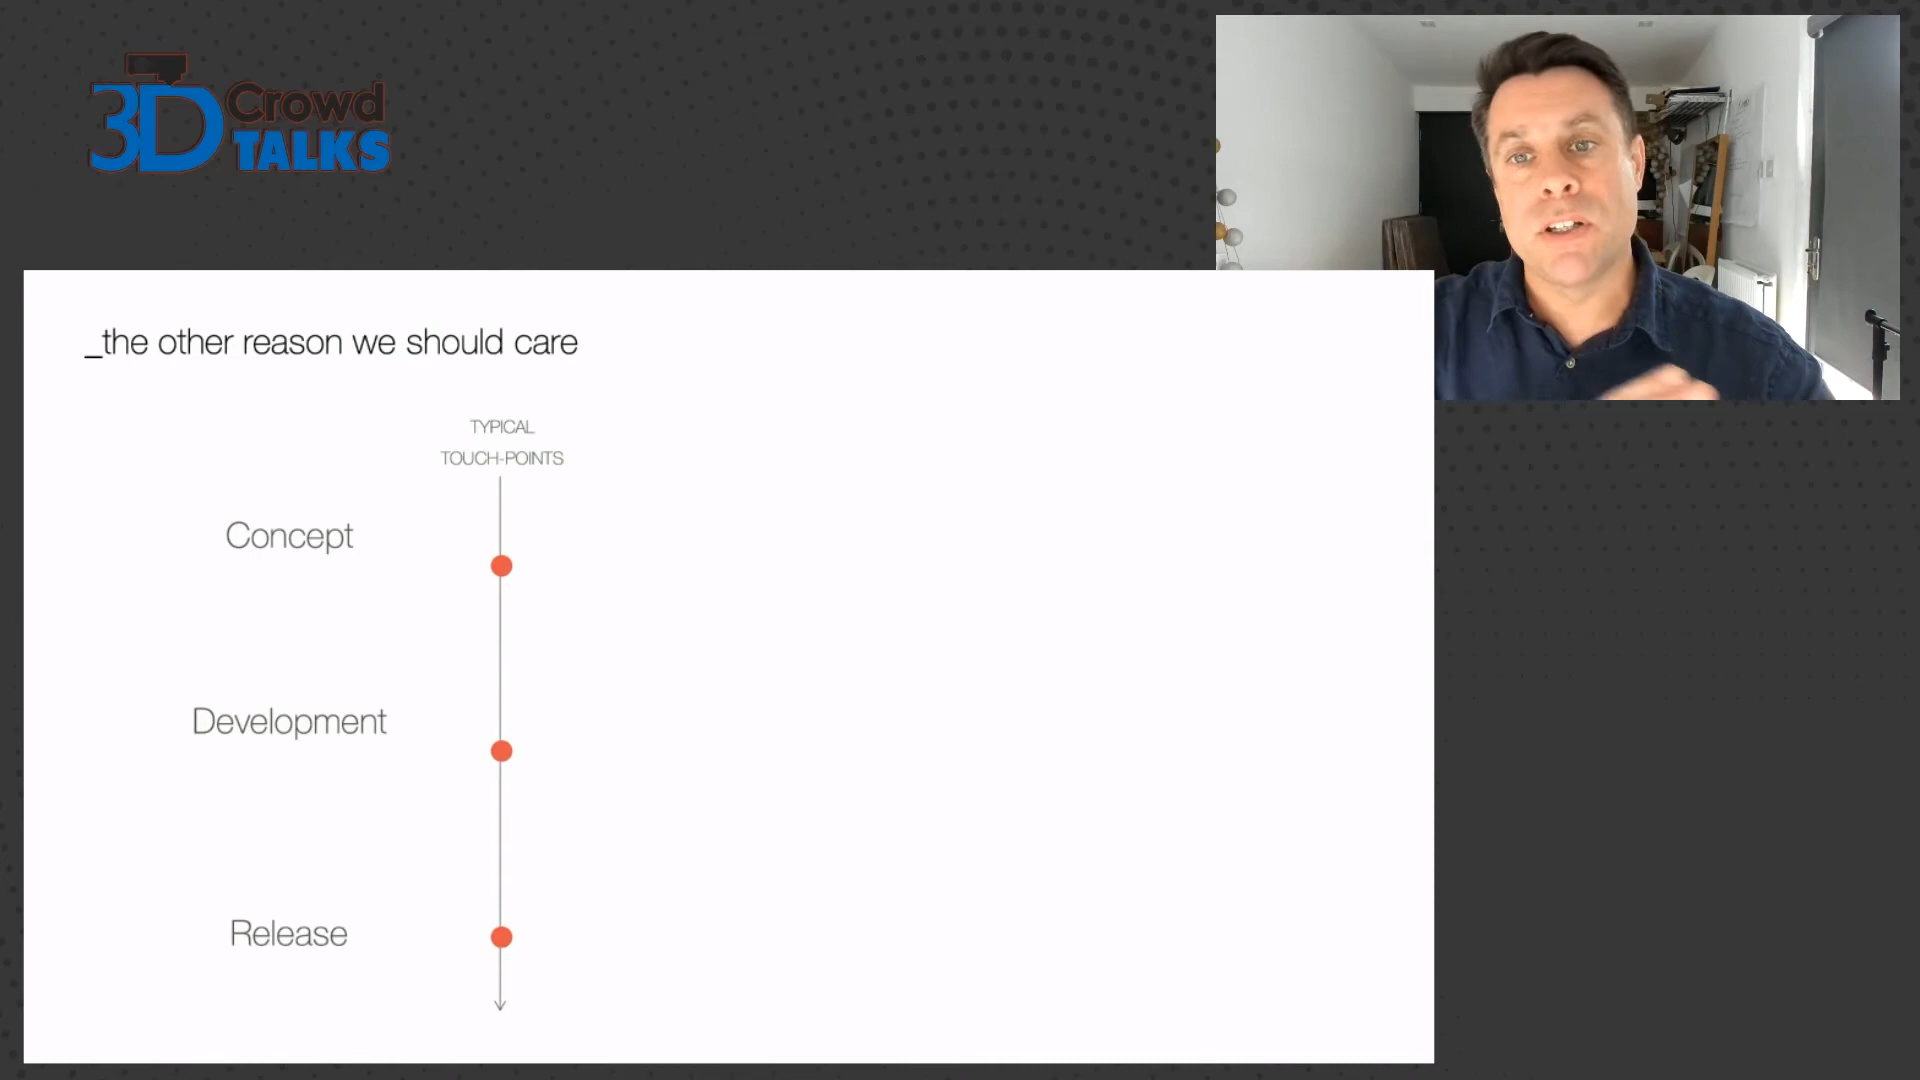 3D Crowd
TALKS
_the other reason we should care
TYPICAL
TOUCH-POINTS
Concept
Development
Release